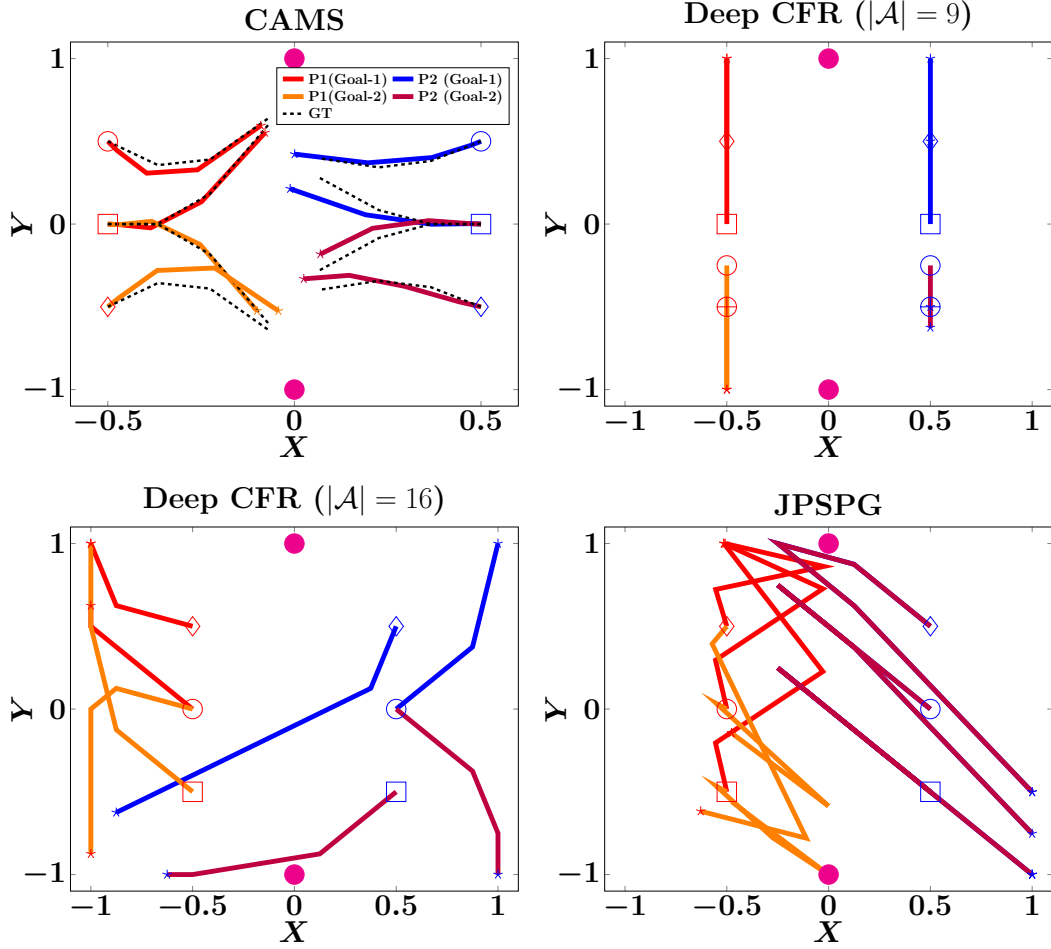 CAMS
Deep CFR (|𝒜| = 9)
1
0
−1
Y
−0.5
0
0.5
X
P1(Goal-1)
P2 (Goal-1)
P1(Goal-2)
P2 (Goal-2)
GT
1
0
−1
Y
−1
−0.5
0
0.5
1
X
Deep CFR (|𝒜| = 16)
JPSPG
1
0
−1
Y
−1
−0.5
0
0.5
1
X
1
0
−1
Y
−1
−0.5
0
0.5
1
X